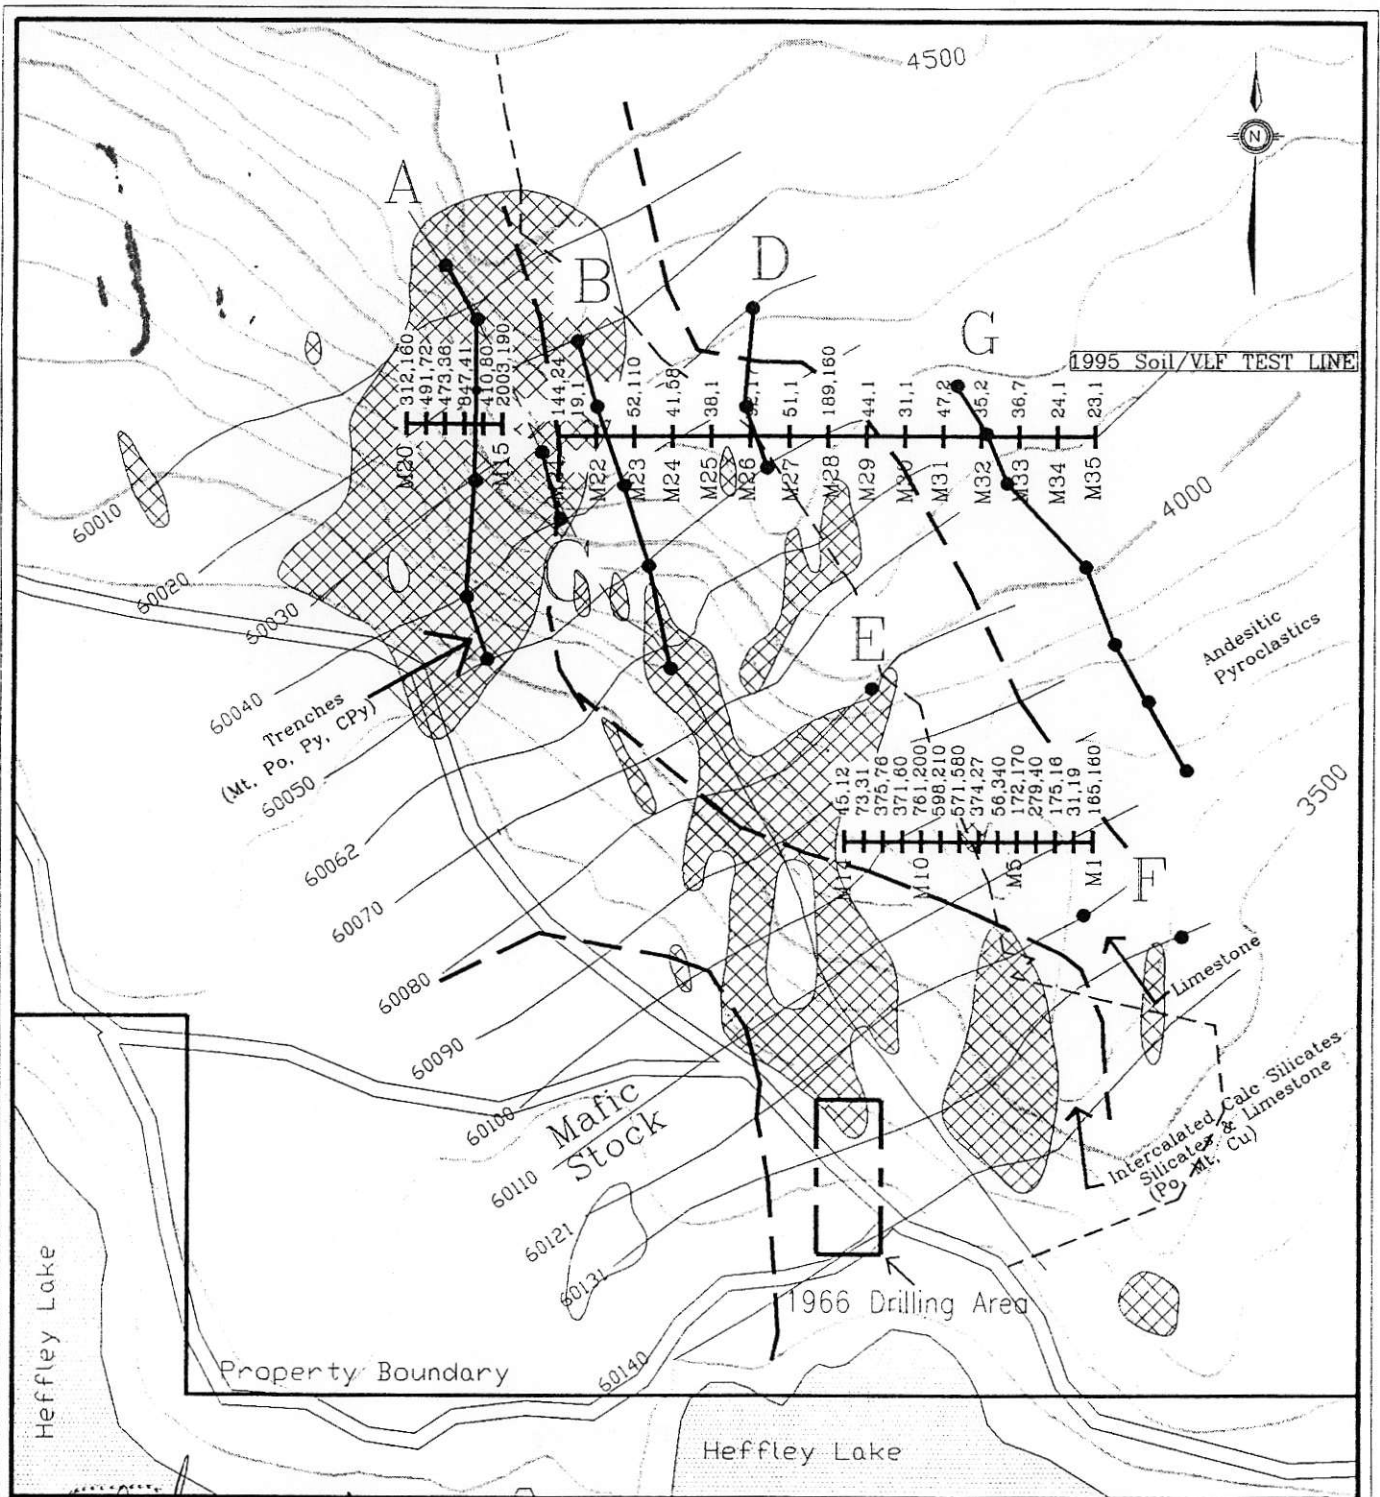 4500
N
A
B
D
G
1995 Soil/VLF TEST LINE
312,160
491,72
473,36
847,41
410,80
2003,190
144,24
19,1
52,110
41,58
38,1
51,1
189,160
44,1
31,1
47,2
35,2
36,7
24,1
23,1
M20
M15
M22
M23
M24
M25
M26
M27
M28
M29
M30
M31
M32
M33
M34
M35
4000
60010
C
60020
60030
E
Andesitic
Pyroclastics
60040
Trenches
(Mt, Po, Py, CPy)
60050
45,12
73,31
375,76
371,60
761,200
598,210
571,580
374,27
56,340
172,170
279,40
175,16
31,19
165,160
3500
60062
M10
M5
M1
F
60070
60080
Limestone
60090
60100
Mafic
Stock
Intercalated Calc Silicates
Silicates & Limestone
(Po, Mt, Cu)
60110
60121
60131
1966 Drilling Area
Property Boundary
60140
Heffley Lake
Heffley Lake